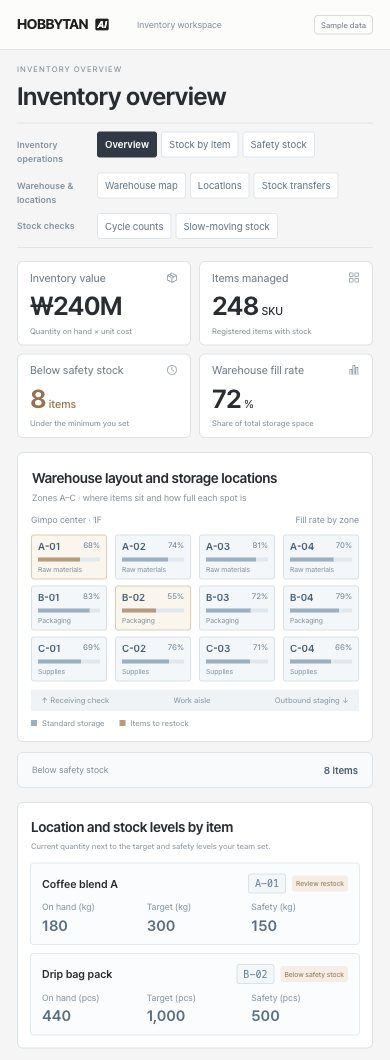 HOBBYTAN AI Inventory workspace Sample data
INVENTORY OVERVIEW
Inventory overview
Inventory operations
Overview Stock by item Safety stock
Warehouse & locations
Warehouse map Locations Stock transfers
Stock checks
Cycle counts Slow-moving stock
Inventory value
₩240M
Quantity on hand × unit cost
Items managed
248 SKU
Registered items with stock
Below safety stock
8 items
Under the minimum you set
Warehouse fill rate
72 %
Share of total storage space
Warehouse layout and storage locations
Zones A–C · where items sit and how full each spot is
Gimpo center · 1F Fill rate by zone
A-01 68%
Raw materials
A-02 74%
Raw materials
A-03 81%
Raw materials
A-04 70%
Raw materials
B-01 83%
Packaging
B-02 55%
Packaging
B-03 72%
Packaging
B-04 79%
Packaging
C-01 69%
Supplies
C-02 76%
Supplies
C-03 71%
Supplies
C-04 66%
Supplies
↑ Receiving check Work aisle Outbound staging ↓
Standard storage Items to restock
Below safety stock 8 Items
Location and stock levels by item
Current quantity next to the target and safety levels your team set.
Coffee blend A A-01 Review restock
On hand (kg) Target (kg) Safety (kg)
180 300 150
Drip bag pack B-02 Below safety stock
On hand (pcs) Target (pcs) Safety (pcs)
440 1,000 500